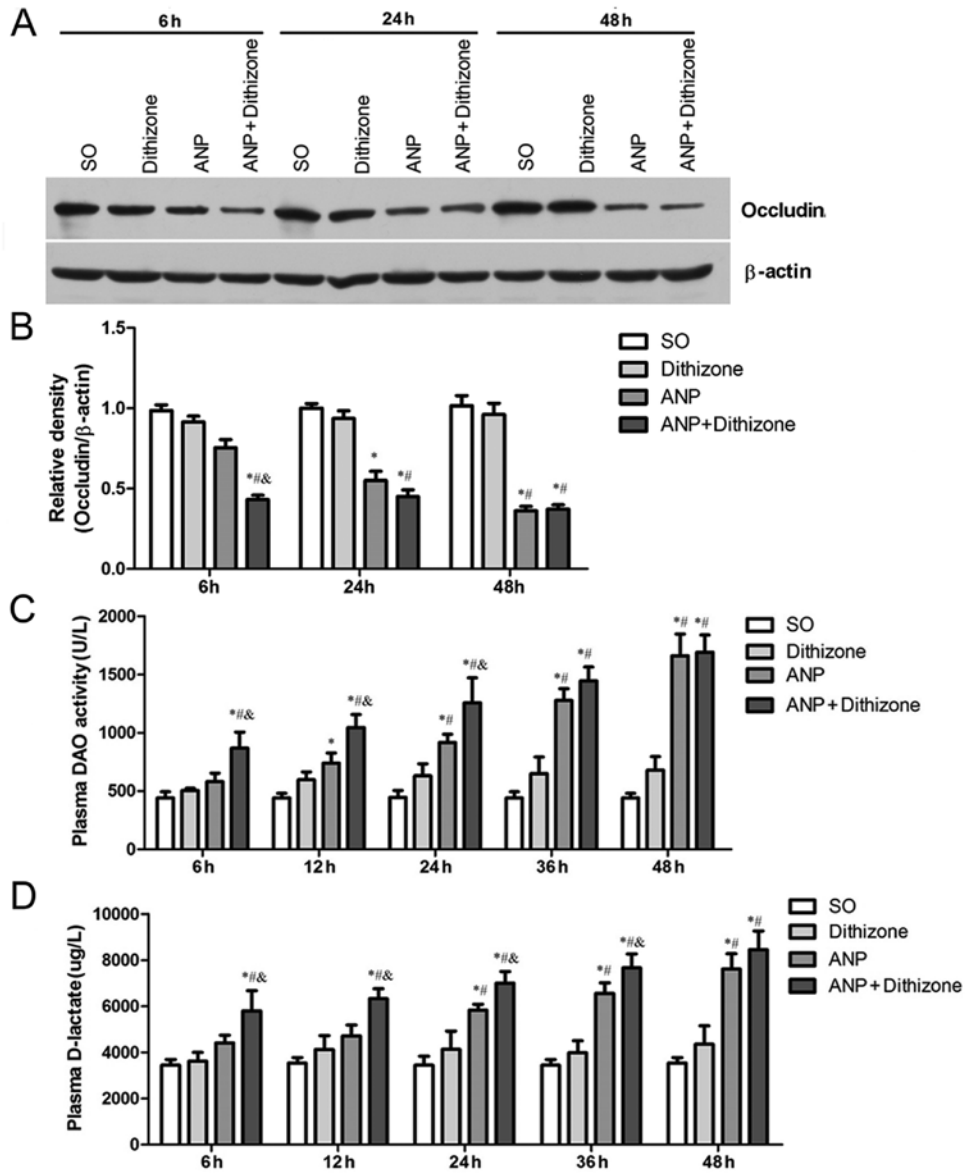 A
6h 24h 48h
SO Dithizone ANP ANP+Dithizone SO Dithizone ANP ANP+Dithizone SO Dithizone ANP ANP+Dithizone
Occludin
β-actin
B
Relative density
(Occludin/β-actin)
1.5
1.0
0.5
0.0
*#& * *# *# *#
6h 24h 48h
SO
Dithizone
ANP
ANP+Dithizone
C
Plasma DAO activity(U/L)
2000
1500
1000
500
0
*#& * *#& *# *#& *# *# *# *#
6h 12h 24h 36h 48h
SO
Dithizone
ANP
ANP+Dithizone
D
Plasma D-lactate(ug/L)
10000
8000
6000
4000
2000
0
*#& *#& *# *#& *# *#& *# *#
6h 12h 24h 36h 48h
SO
Dithizone
ANP
ANP+Dithizone